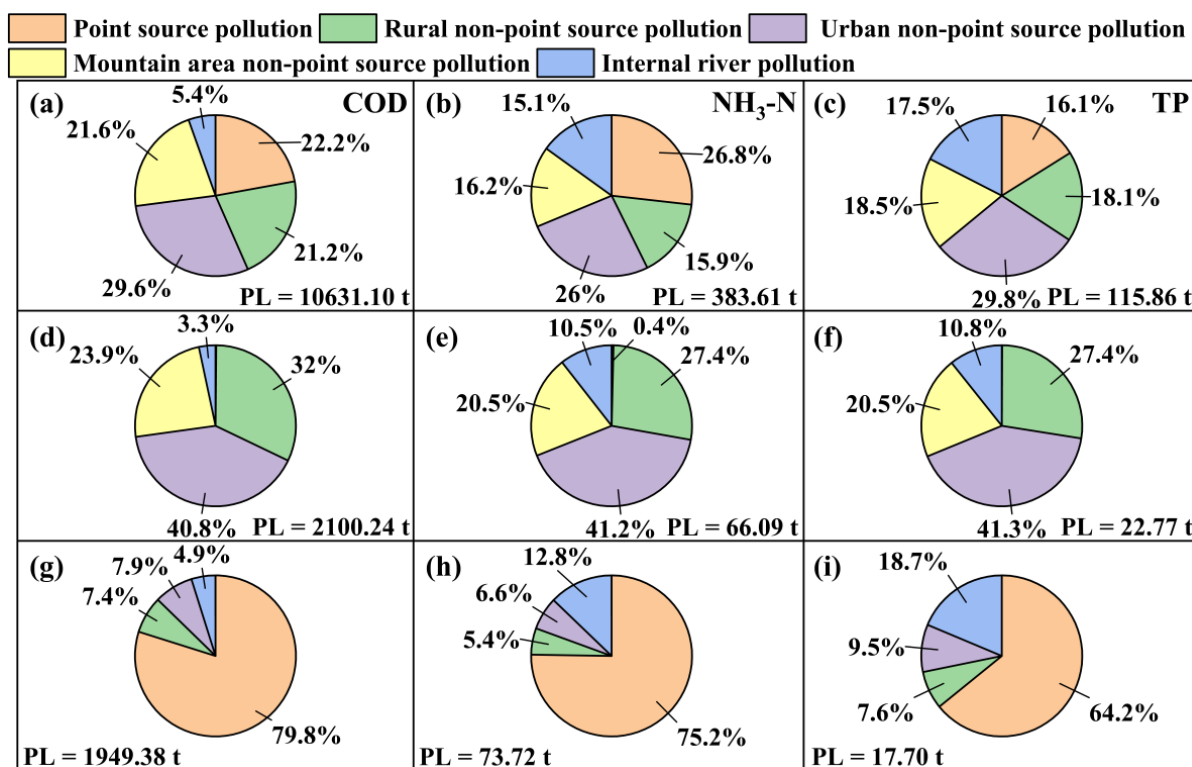 Point source pollution Rural non-point source pollution Urban non-point source pollution
Mountain area non-point source pollution Internal river pollution
(a) COD
5.4%
21.6%
22.2%
21.2%
29.6%
PL = 10631.10 t
(b) NH₃-N
15.1%
26.8%
16.2%
15.9%
26%
PL = 383.61 t
(c) TP
17.5%
16.1%
18.5%
18.1%
29.8%
PL = 115.86 t
(d)
3.3%
23.9%
32%
40.8%
PL = 2100.24 t
(e)
10.5%
0.4%
27.4%
20.5%
41.2%
PL = 66.09 t
(f)
10.8%
27.4%
20.5%
41.3%
PL = 22.77 t
(g)
4.9%
7.9%
7.4%
79.8%
PL = 1949.38 t
(h)
12.8%
6.6%
5.4%
75.2%
PL = 73.72 t
(i)
18.7%
9.5%
7.6%
64.2%
PL = 17.70 t